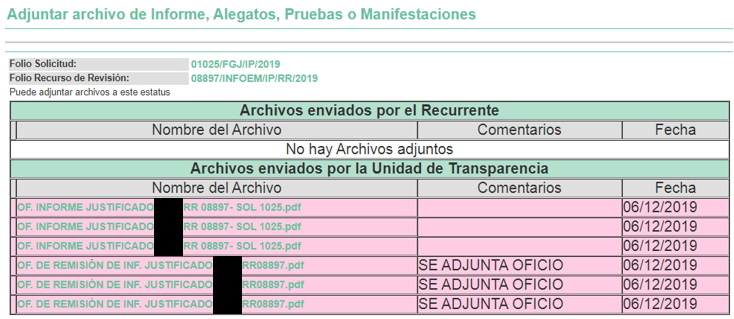 Adjuntar archivo de Informe, Alegatos, Pruebas o Manifestaciones
Folio Solicitud: 01025/FGJ/IP/2019
Folio Recurso de Revisión: 08897/INFOEM/IP/RR/2019
Puede adjuntar archivos a este estatus
Archivos enviados por el Recurrente
Nombre del Archivo Comentarios Fecha
No hay Archivos adjuntos
Archivos enviados por la Unidad de Transparencia
Nombre del Archivo Comentarios Fecha
OF. INFORME JUSTIFICADO RR 08897- SOL 1025.pdf 06/12/2019
OF. INFORME JUSTIFICADO RR 08897- SOL 1025.pdf 06/12/2019
OF. INFORME JUSTIFICADO RR 08897- SOL 1025.pdf 06/12/2019
OF. DE REMISIÓN DE INF. JUSTIFICADO RR08897.pdf SE ADJUNTA OFICIO 06/12/2019
OF. DE REMISIÓN DE INF. JUSTIFICADO RR08897.pdf SE ADJUNTA OFICIO 06/12/2019
OF. DE REMISIÓN DE INF. JUSTIFICADO RR08897.pdf SE ADJUNTA OFICIO 06/12/2019